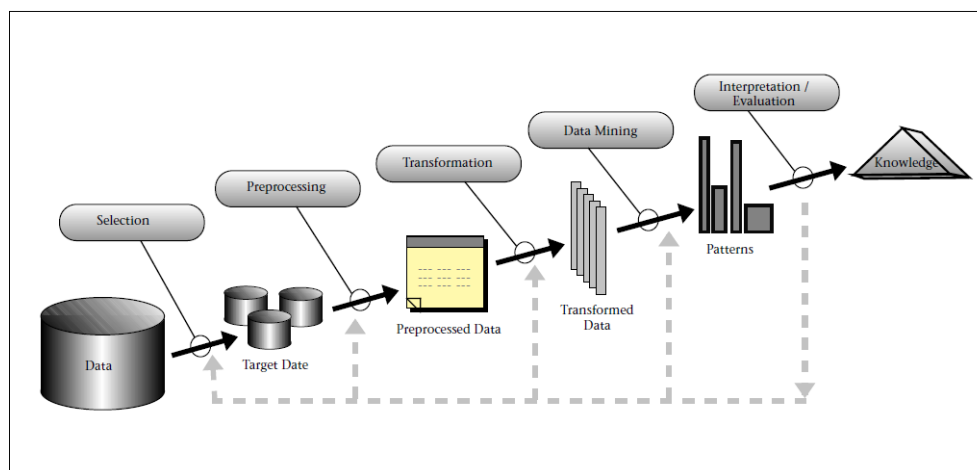 Interpretation /
Evaluation
Data Mining
Transformation
Preprocessing
Selection
Knowledge
Patterns
Transformed
Data
Preprocessed Data
Target Date
Data